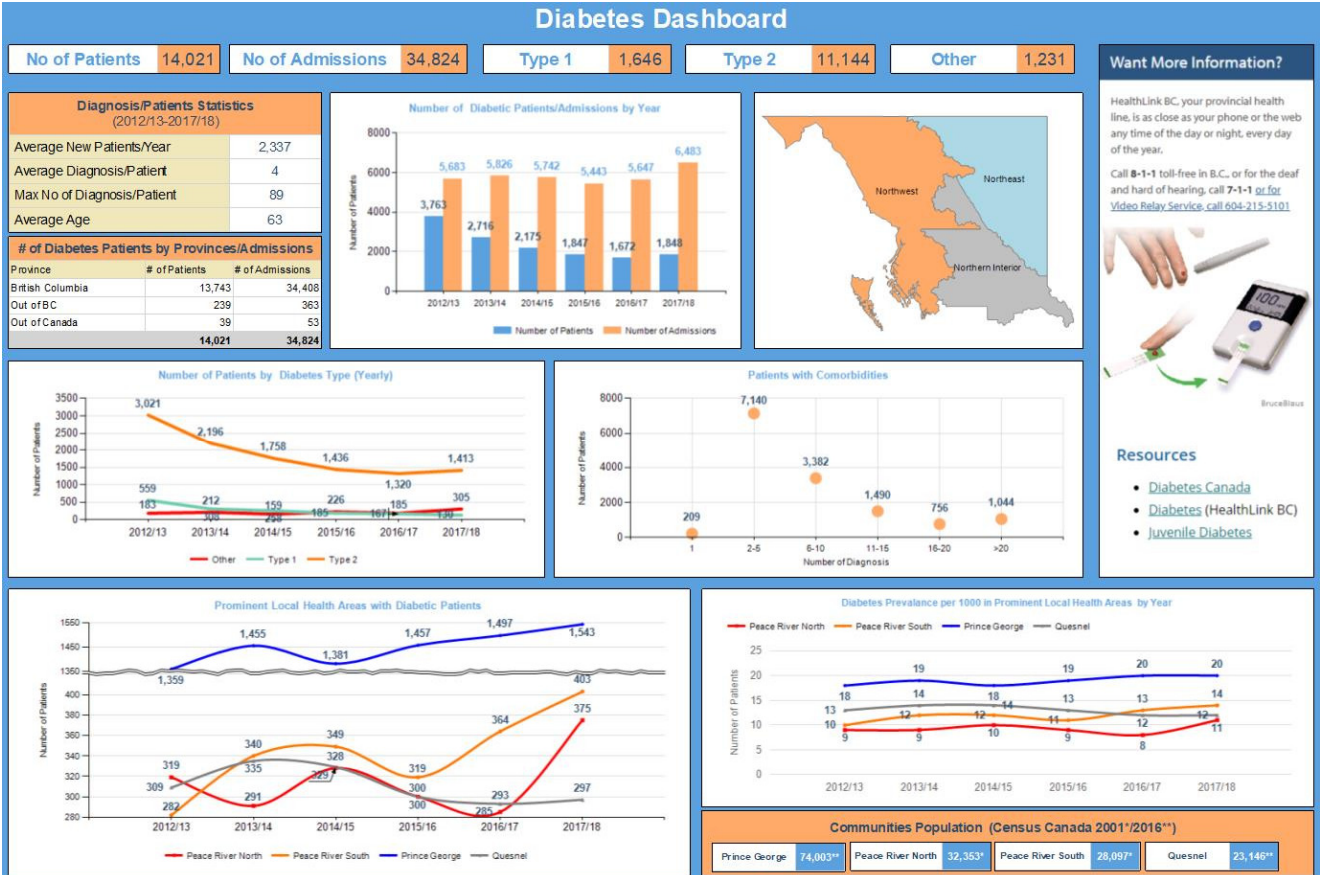 Diabetes Dashboard
No of Patients 14,021 No of Admissions 34,824 Type 1 1,646 Type 2 11,144 Other 1,231
Diagnosis/Patients Statistics
(2012/13-2017/18)
Average New Patients/Year 2,337
Average Diagnosis/Patient 4
Max No of Diagnosis/Patient 89
Average Age 63
# of Diabetes Patients by Provinces/Admissions
Province # of Patients # of Admissions
British Columbia 13,743 34,408
Out of BC 239 363
Out of Canada 39 53
14,021 34,824
Number of Diabetic Patients/Admissions by Year
Number of Patients
8000
6000
4000
2000
0
5,683 5,826 5,742 5,443 5,647 6,483
3,763 2,716 2,175 1,847 1,672 1,848
2012/13 2013/14 2014/15 2015/16 2016/17 2017/18
Number of Patients Number of Admissions
Northwest
Northeast
Northern Interior
Want More Information?
HealthLink BC, your provincial health
line, is as close as your phone or the web
any time of the day or night, every day
of the year.
Call 8-1-1 toll-free in B.C., or for the deaf
and hard of hearing, call 7-1-1 or for
Video Relay Service, call 604-215-5101
100
BruceBlaus
Resources
Diabetes Canada
Diabetes (HealthLink BC)
Juvenile Diabetes
Number of Patients by Diabetes Type (Yearly)
Number of Patients
3500
3000
2500
2000
1500
1000
500
0
3,021 2,196 1,758 1,436 1,320 1,413
559 212 159 226 185 305
183 308 258 185 167 130
2012/13 2013/14 2014/15 2015/16 2016/17 2017/18
Other Type 1 Type 2
Patients with Comorbidities
Number of Patients
8000
6000
4000
2000
0
209 7,140 3,382 1,490 756 1,044
1 2-5 6-10 11-15 16-20 >20
Number of Diagnosis
Prominent Local Health Areas with Diabetic Patients
Number of Patients
1550
1450
1350
400
380
360
340
320
300
280
1,359 1,455 1,381 1,457 1,497 1,543
282 340 349 319 364 403
319 291 328 300 285 375
309 335 329 300 293 297
2012/13 2013/14 2014/15 2015/16 2016/17 2017/18
Peace River North Peace River South Prince George Quesnel
Diabetes Prevalance per 1000 in Prominent Local Health Areas by Year
Peace River North Peace River South Prince George Quesnel
Number of Patients
25
20
15
10
5
0
18 19 18 19 20 20
13 14 14 13 12 12
10 12 12 11 13 14
9 9 10 9 8 11
2012/13 2013/14 2014/15 2015/16 2016/17 2017/18
Communities Population (Census Canada 2001*/2016**)
Prince George 74,003** Peace River North 32,353* Peace River South 28,097* Quesnel 23,146**